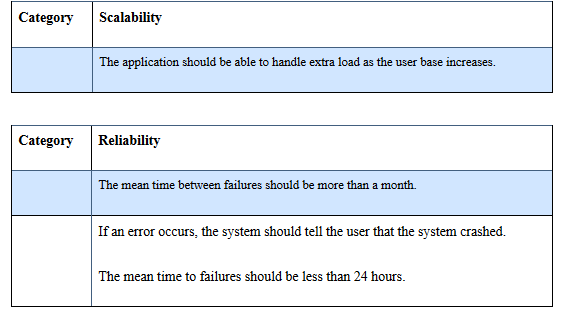 Category Scalability
The application should be able to handle extra load as the user base increases.
Category Reliability
The mean time between failures should be more than a month.
If an error occurs, the system should tell the user that the system crashed.
The mean time to failures should be less than 24 hours.